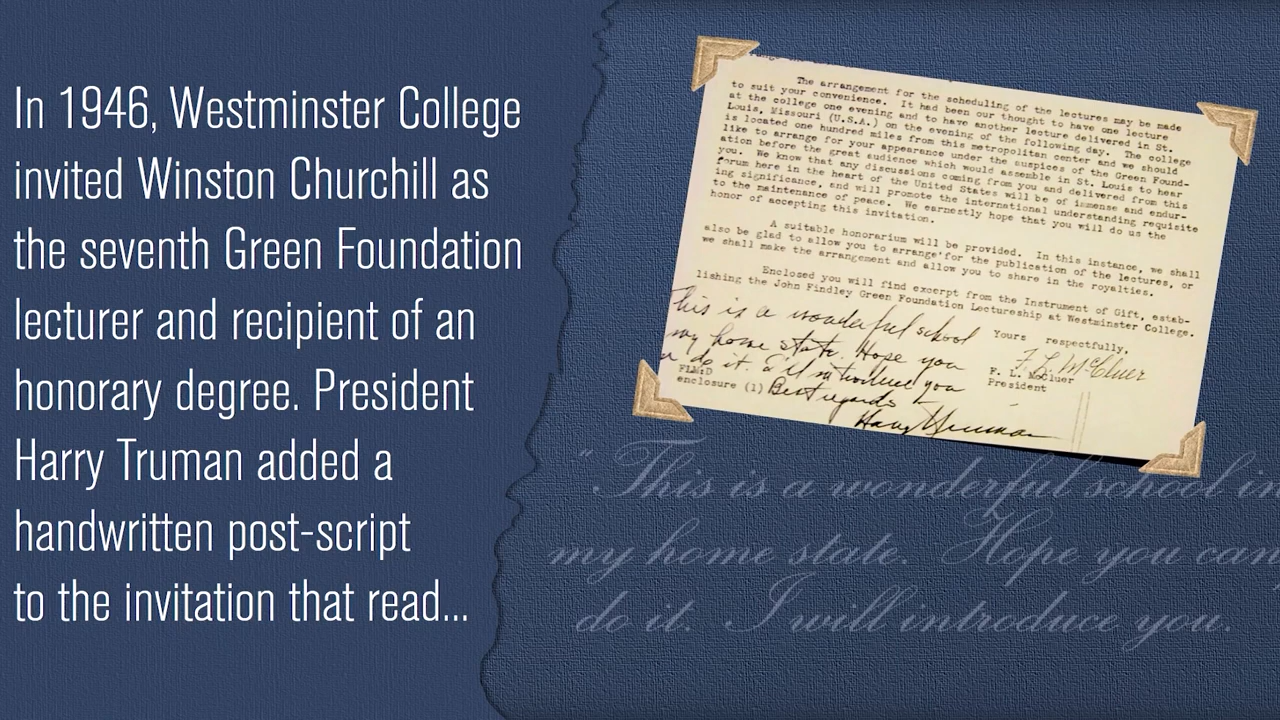 In 1946, Westminster College
invited Winston Churchill as
the seventh Green Foundation
lecturer and recipient of an
honorary degree. President
Harry Truman added a
handwritten post-script
to the invitation that read...
The arrangement for the scheduling of the lectures may be made
to suit your convenience. It had been our thought to have one lecture
at the college one evening and to have another lecture delivered in St.
Louis, Missouri (U.S.A.) on the evening of the following day. The college
is located one hundred miles from this metropolitan center and we should
like to arrange for your appearance under the auspices of the Green Found-
ation before the great audience which would assemble in St. Louis to hear
you. We know that any discussions coming from you and delivered from this
forum here in the heart of the United States will be of immense and endur-
ing significance, and will promote the international understanding requisite
to the maintenance of peace. We earnestly hope that you will do us the
honor of accepting this invitation.
A suitable honorarium will be provided. In this instance, we shall
also be glad to allow you to arrange for the publication of the lectures, or
we shall make the arrangement and allow you to share in the royalties.
Enclosed you will find excerpt from the Instrument of Gift, estab-
lishing the John Findley Green Foundation Lectureship at Westminster College.
Yours respectfully,
F. L. McCluer
F. L. McCluer
President
FLM:D
enclosure (1)
This is a wonderful school
my home state. Hope you
do it. I'll introduce you
Best regards
Harry Truman
"This is a wonderful school in
my home state. Hope you can
do it. I will introduce you.